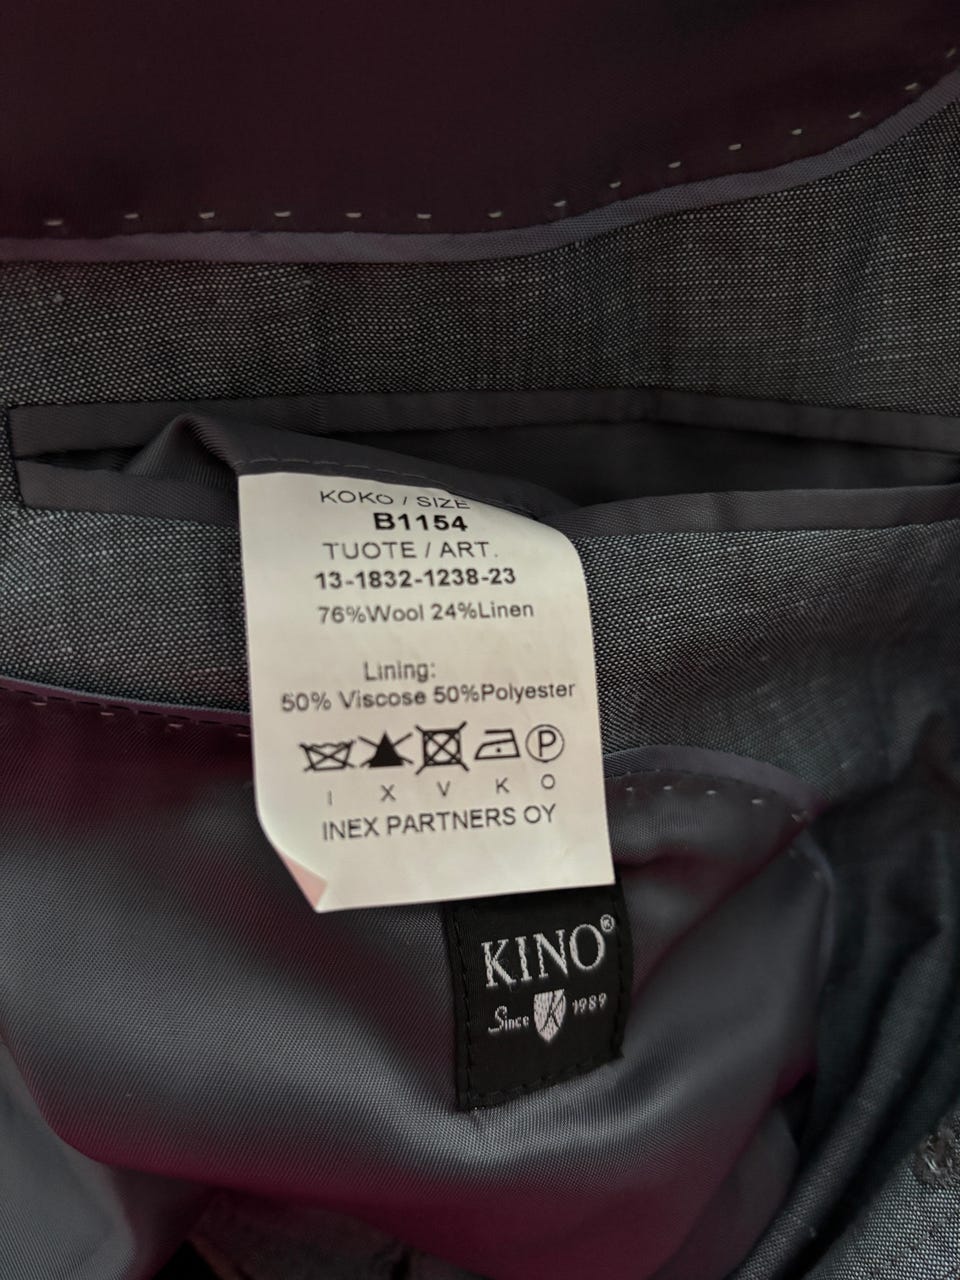 KOKO / SIZE
B1154
TUOTE / ART.
13-1832-1238-23
76%Wool 24%Linen
Lining:
50% Viscose 50%Polyester
P
I X V K O
INEX PARTNERS OY
KINO®
Since K 1989